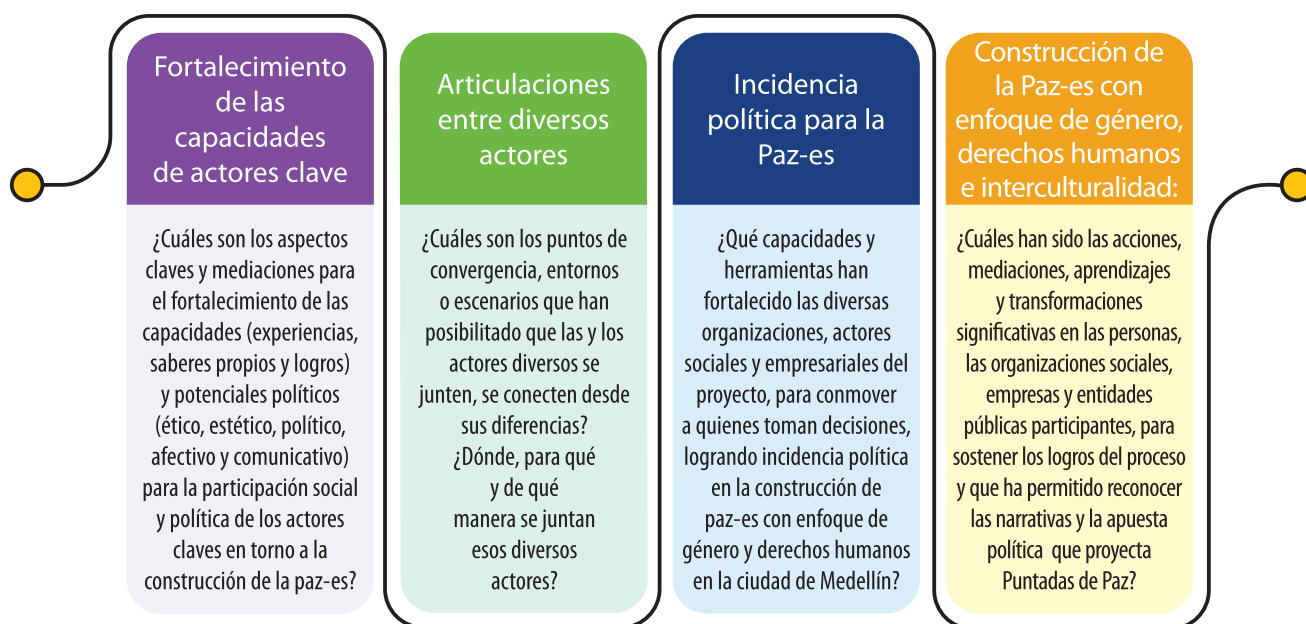 Fortalecimiento
de las
capacidades
de actores clave
¿Cuáles son los aspectos
claves y mediaciones para
el fortalecimiento de las
capacidades (experiencias,
saberes propios y logros)
y potenciales políticos
(ético, estético, político,
afectivo y comunicativo)
para la participación social
y política de los actores
claves en torno a la
construcción de la paz-es?
Articulaciones
entre diversos
actores
¿Cuáles son los puntos de
convergencia, entornos
o escenarios que han
posibilitado que las y los
actores diversos se
junten, se conecten desde
sus diferencias?
¿Dónde, para qué
y de qué
manera se juntan
esos diversos
actores?
Incidencia
política para la
Paz-es
¿Qué capacidades y
herramientas han
fortalecido las diversas
organizaciones, actores
sociales y empresariales del
proyecto, para conmover
a quienes toman decisiones,
logrando incidencia política
en la construcción de
paz-es con enfoque de
género y derechos humanos
en la ciudad de Medellín?
Construcción de
la Paz-es con
enfoque de género,
derechos humanos
e interculturalidad:
¿Cuáles han sido las acciones,
mediaciones, aprendizajes
y transformaciones
significativas en las personas,
las organizaciones sociales,
empresas y entidades
públicas participantes, para
sostener los logros del proceso
y que ha permitido reconocer
las narrativas y la apuesta
política que proyecta
Puntadas de Paz?